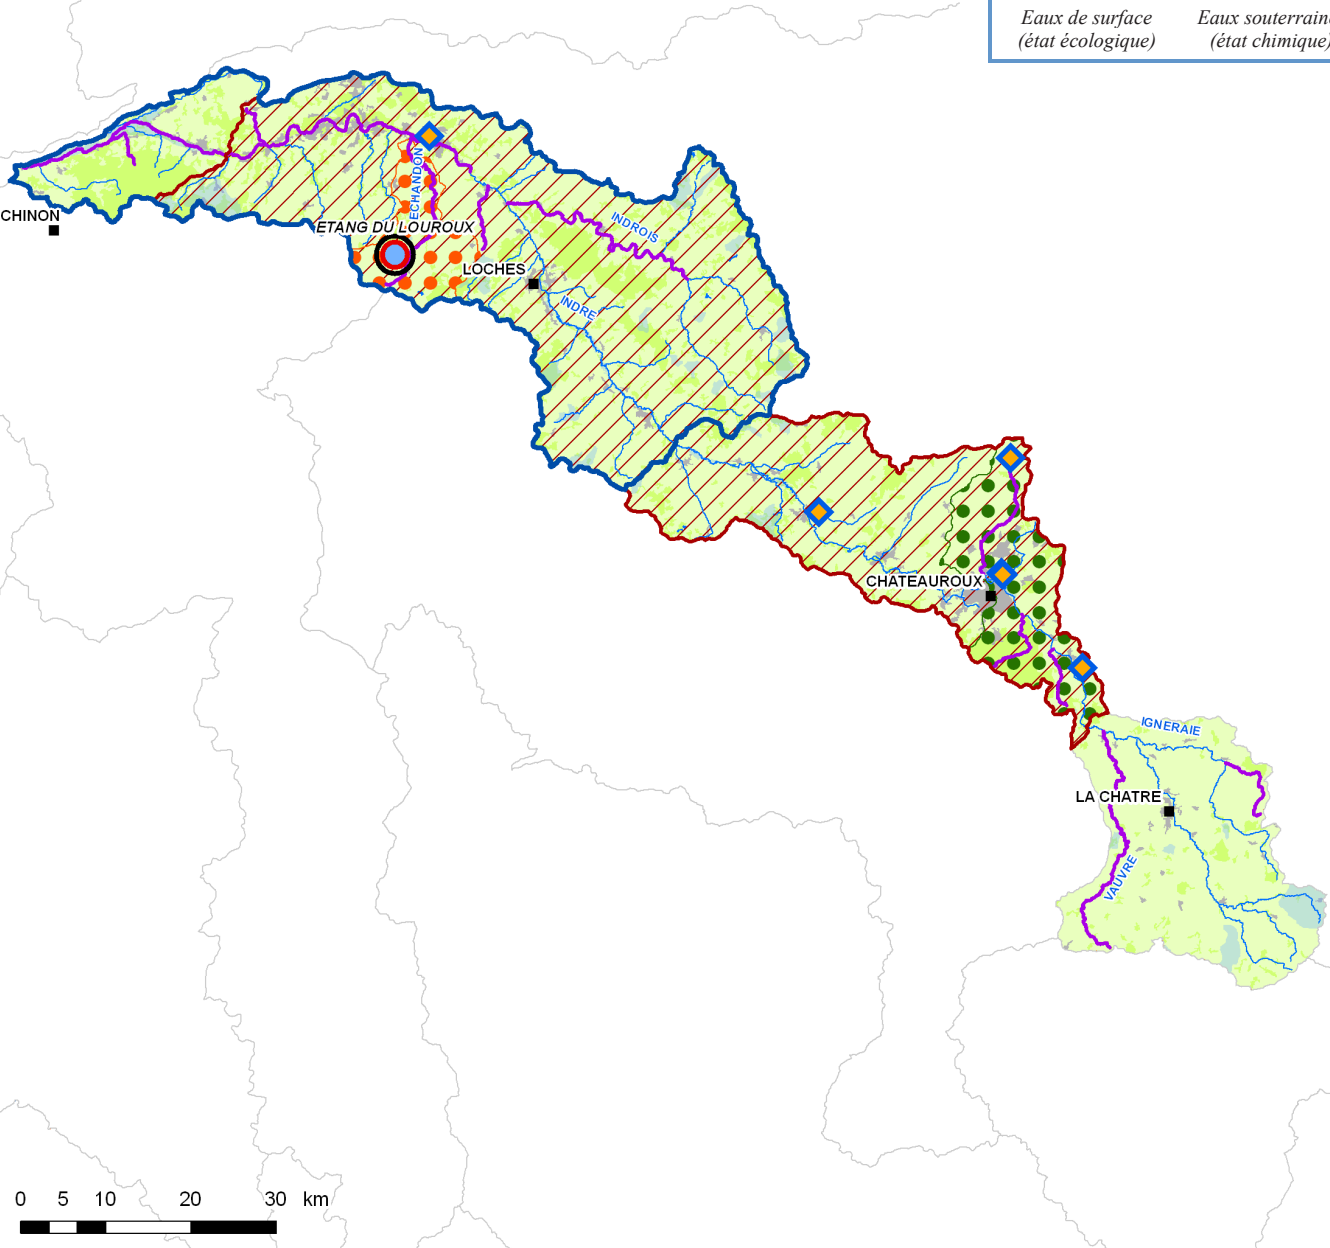 Eaux de surface
(état écologique)
Eaux souterraine
(état chimique)
CHINON
ECHANDON
ETANG DU LOUROUX
INDROIS
LOCHES
INDRE
CHATEAUROUX
IGNERAIE
LA CHATRE
VAUVRE
0 5 10 20 30 km